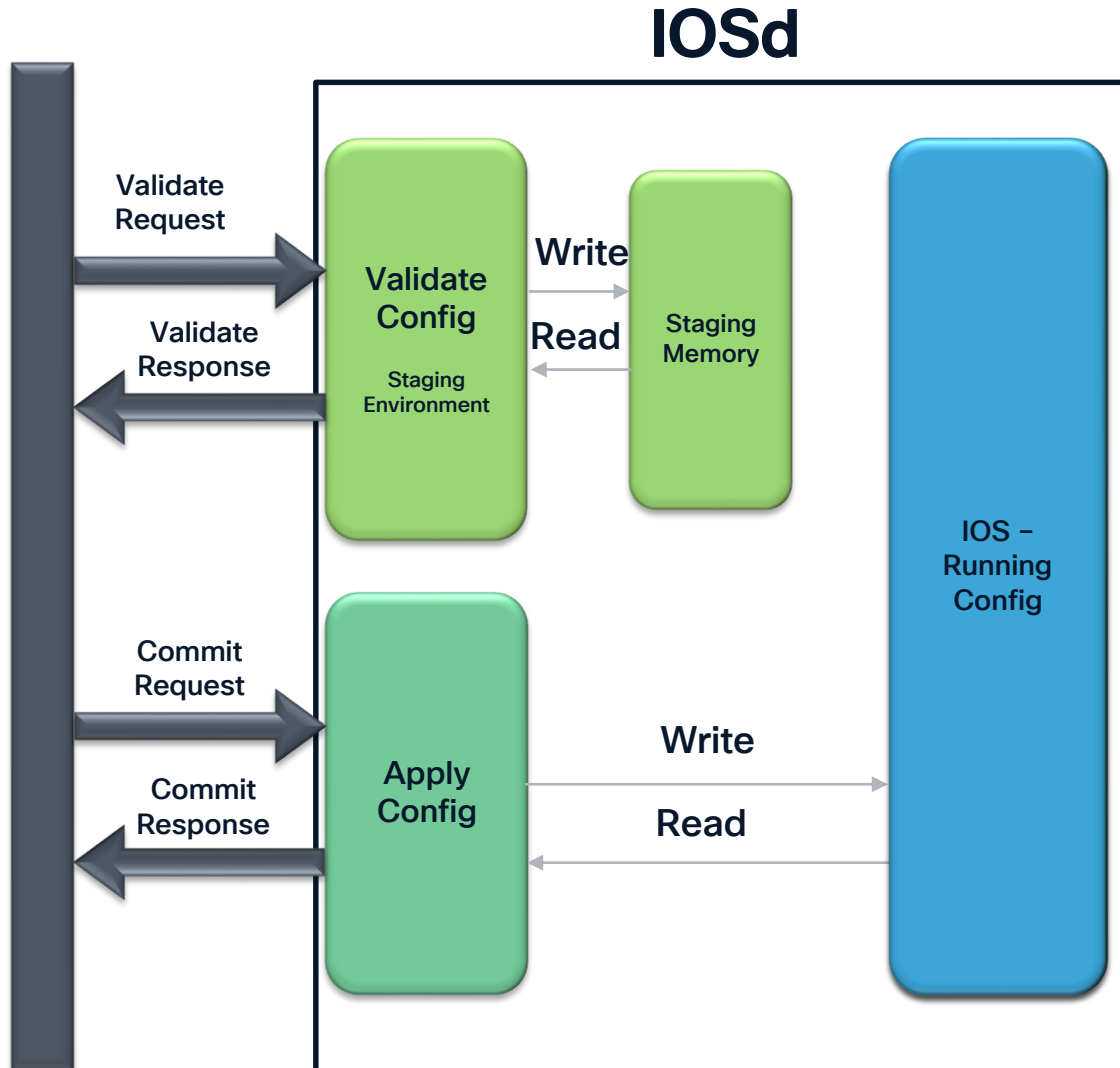 IOSd
Validate
Request
Validate
Response
Validate
Config
Staging
Environment
Write
Read
Staging
Memory
IOS –
Running
Config
Commit
Request
Commit
Response
Apply
Config
Write
Read